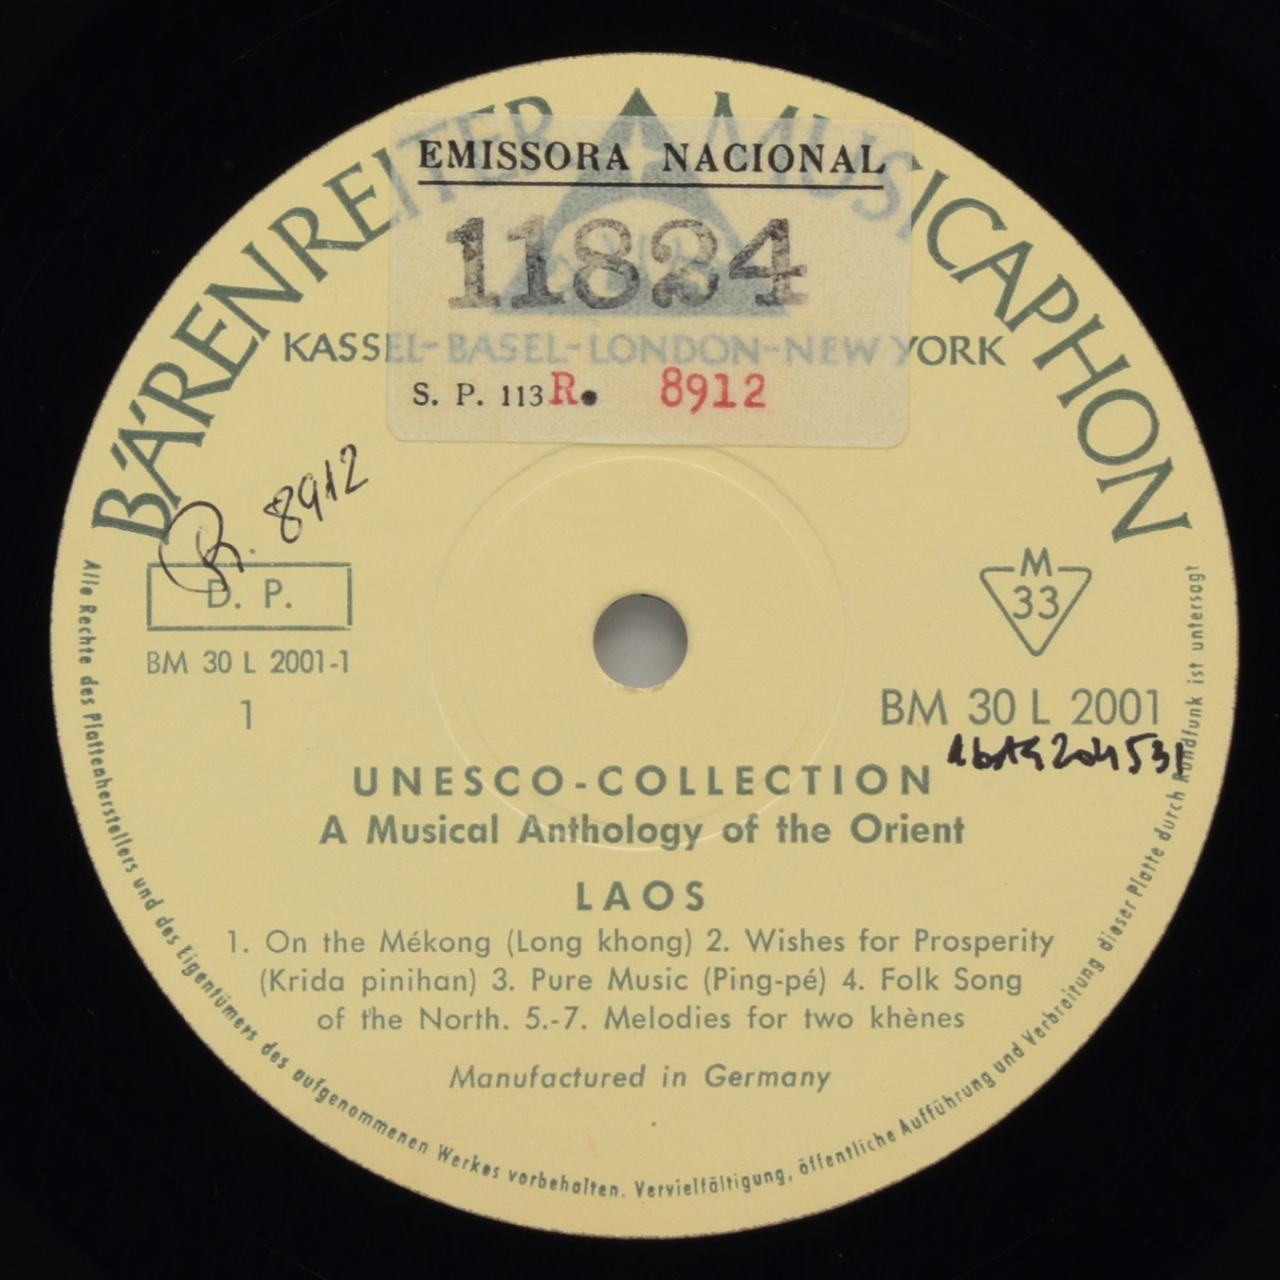 BÄRENREITER MUSICAPHON
EMISSORA NACIONAL
11824
KASSEL-BASEL-LONDON-NEW YORK
S. P. 113 R. 8912
R. 8912
D. P.
BM 30 L 2001-1
1
M
33
BM 30 L 2001
UNESCO-COLLECTION
A Musical Anthology of the Orient
LAOS
1. On the Mékong (Long khong) 2. Wishes for Prosperity
(Krida pinihan) 3. Pure Music (Ping-pé) 4. Folk Song
of the North. 5.-7. Melodies for two khènes
Manufactured in Germany
Alle Rechte des Plattenherstellers und des Eigentümers des aufgenommenen Werkes vorbehalten. Vervielfältigung, öffentliche Aufführung und Verbreitung dieser Platte durch Rundfunk ist untersagt